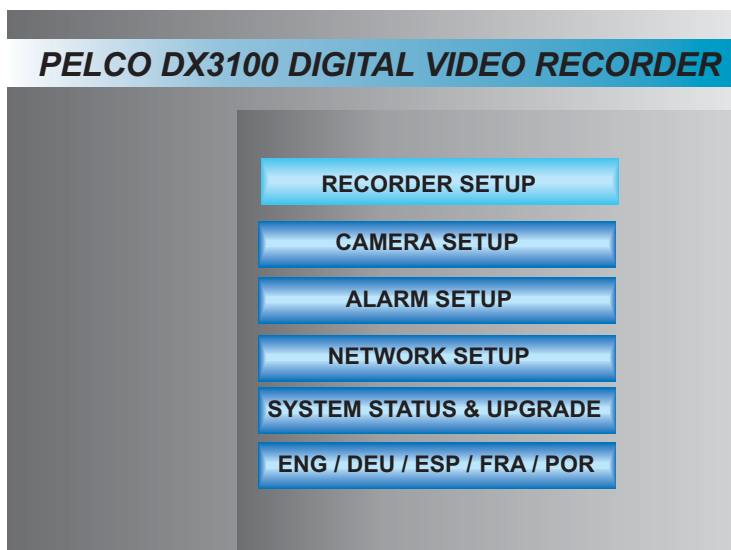 PELCO DX3100 DIGITAL VIDEO RECORDER
RECORDER SETUP
CAMERA SETUP
ALARM SETUP
NETWORK SETUP
SYSTEM STATUS & UPGRADE
ENG / DEU / ESP / FRA / POR